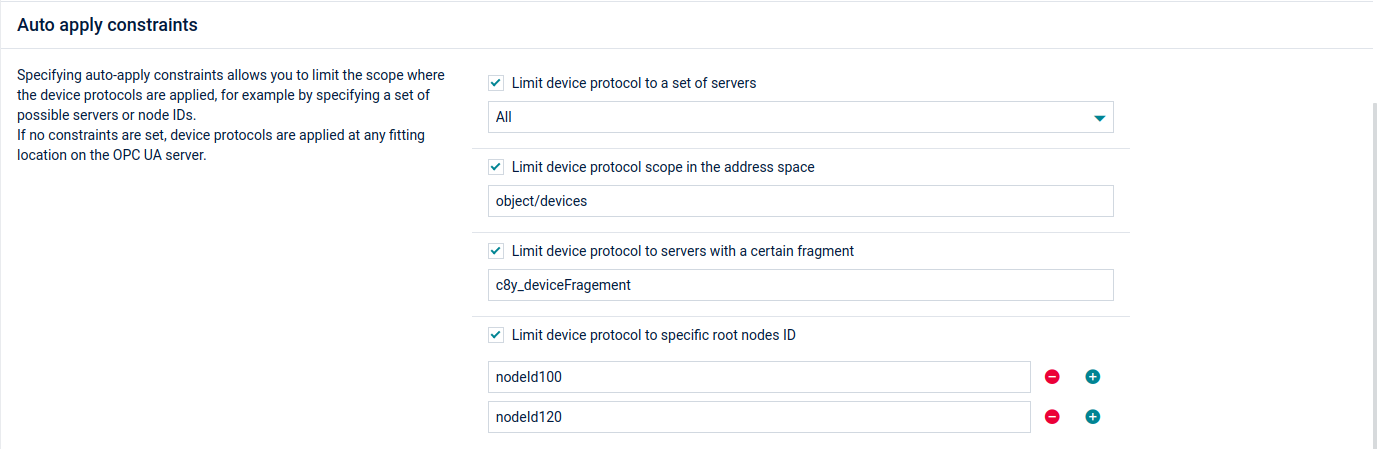 Auto apply constraints
Specifying auto-apply constraints allows you to limit the scope where
the device protocols are applied, for example by specifying a set of
possible servers or node IDs.
If no constraints are set, device protocols are applied at any fitting
location on the OPC UA server.
Limit device protocol to a set of servers
All
Limit device protocol scope in the address space
object/devices
Limit device protocol to servers with a certain fragment
c8y_deviceFragement
Limit device protocol to specific root nodes ID
nodeId100
nodeId120